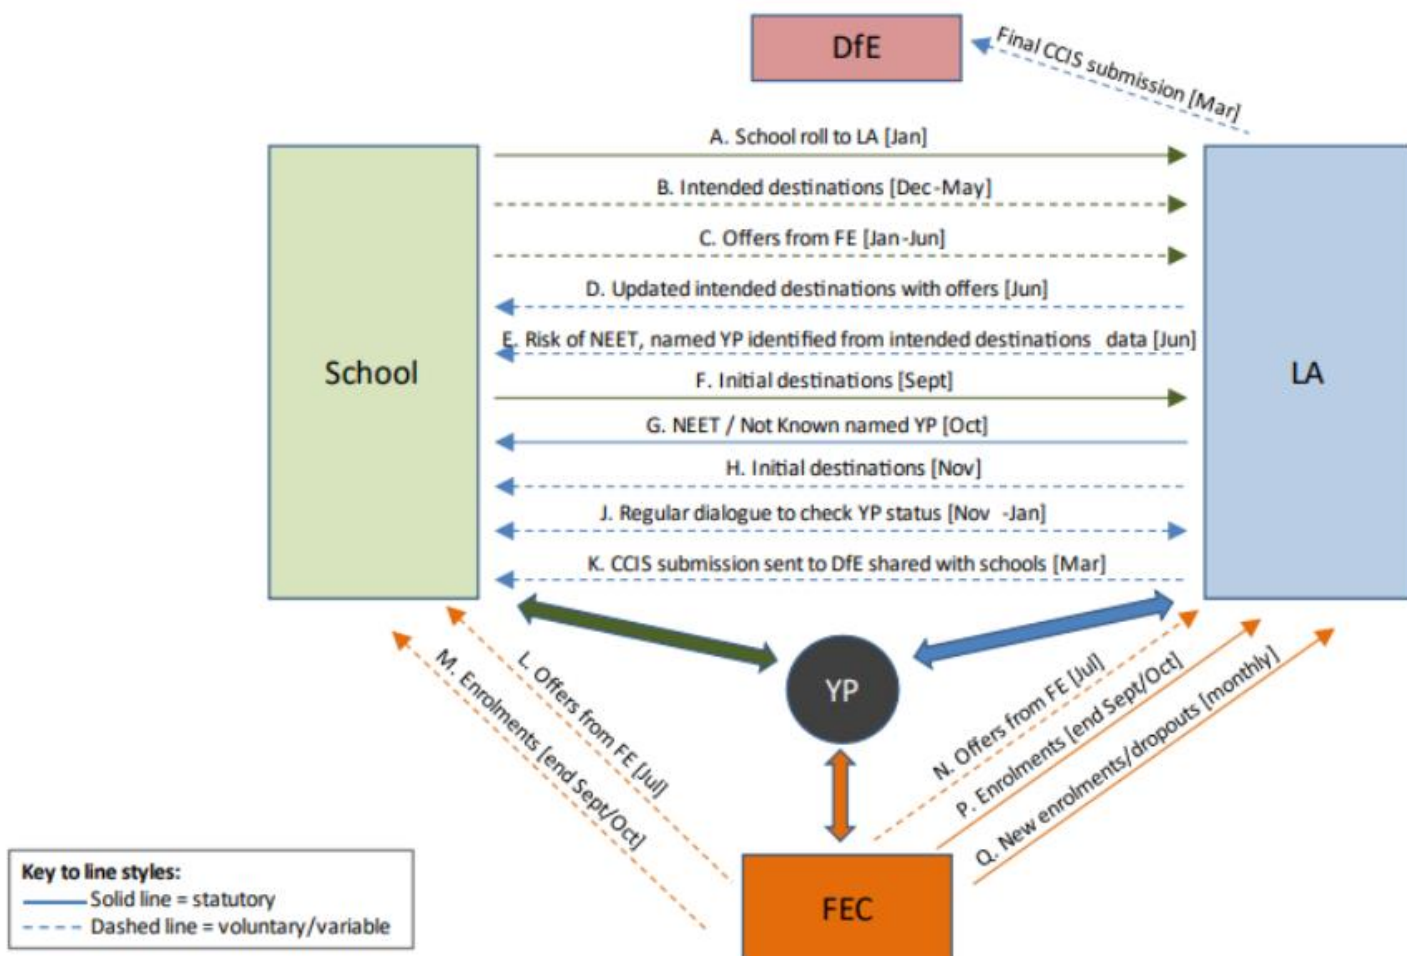 DfE
Final CCIS submission [Mar]
School
LA
A. School roll to LA [Jan]
B. Intended destinations [Dec-May]
C. Offers from FE [Jan-Jun]
D. Updated intended destinations with offers [Jun]
E. Risk of NEET, named YP identified from intended destinations data [Jun]
F. Initial destinations [Sept]
G. NEET / Not Known named YP [Oct]
H. Initial destinations [Nov]
J. Regular dialogue to check YP status [Nov -Jan]
K. CCIS submission sent to DfE shared with schools [Mar]
YP
L. Offers from FE [Jul]
M. Enrolments [end Sept/Oct]
N. Offers from FE [Jul]
P. Enrolments [end Sept/Oct]
Q. New enrolments/dropouts [monthly]
FEC
Key to line styles:
Solid line = statutory
Dashed line = voluntary/variable